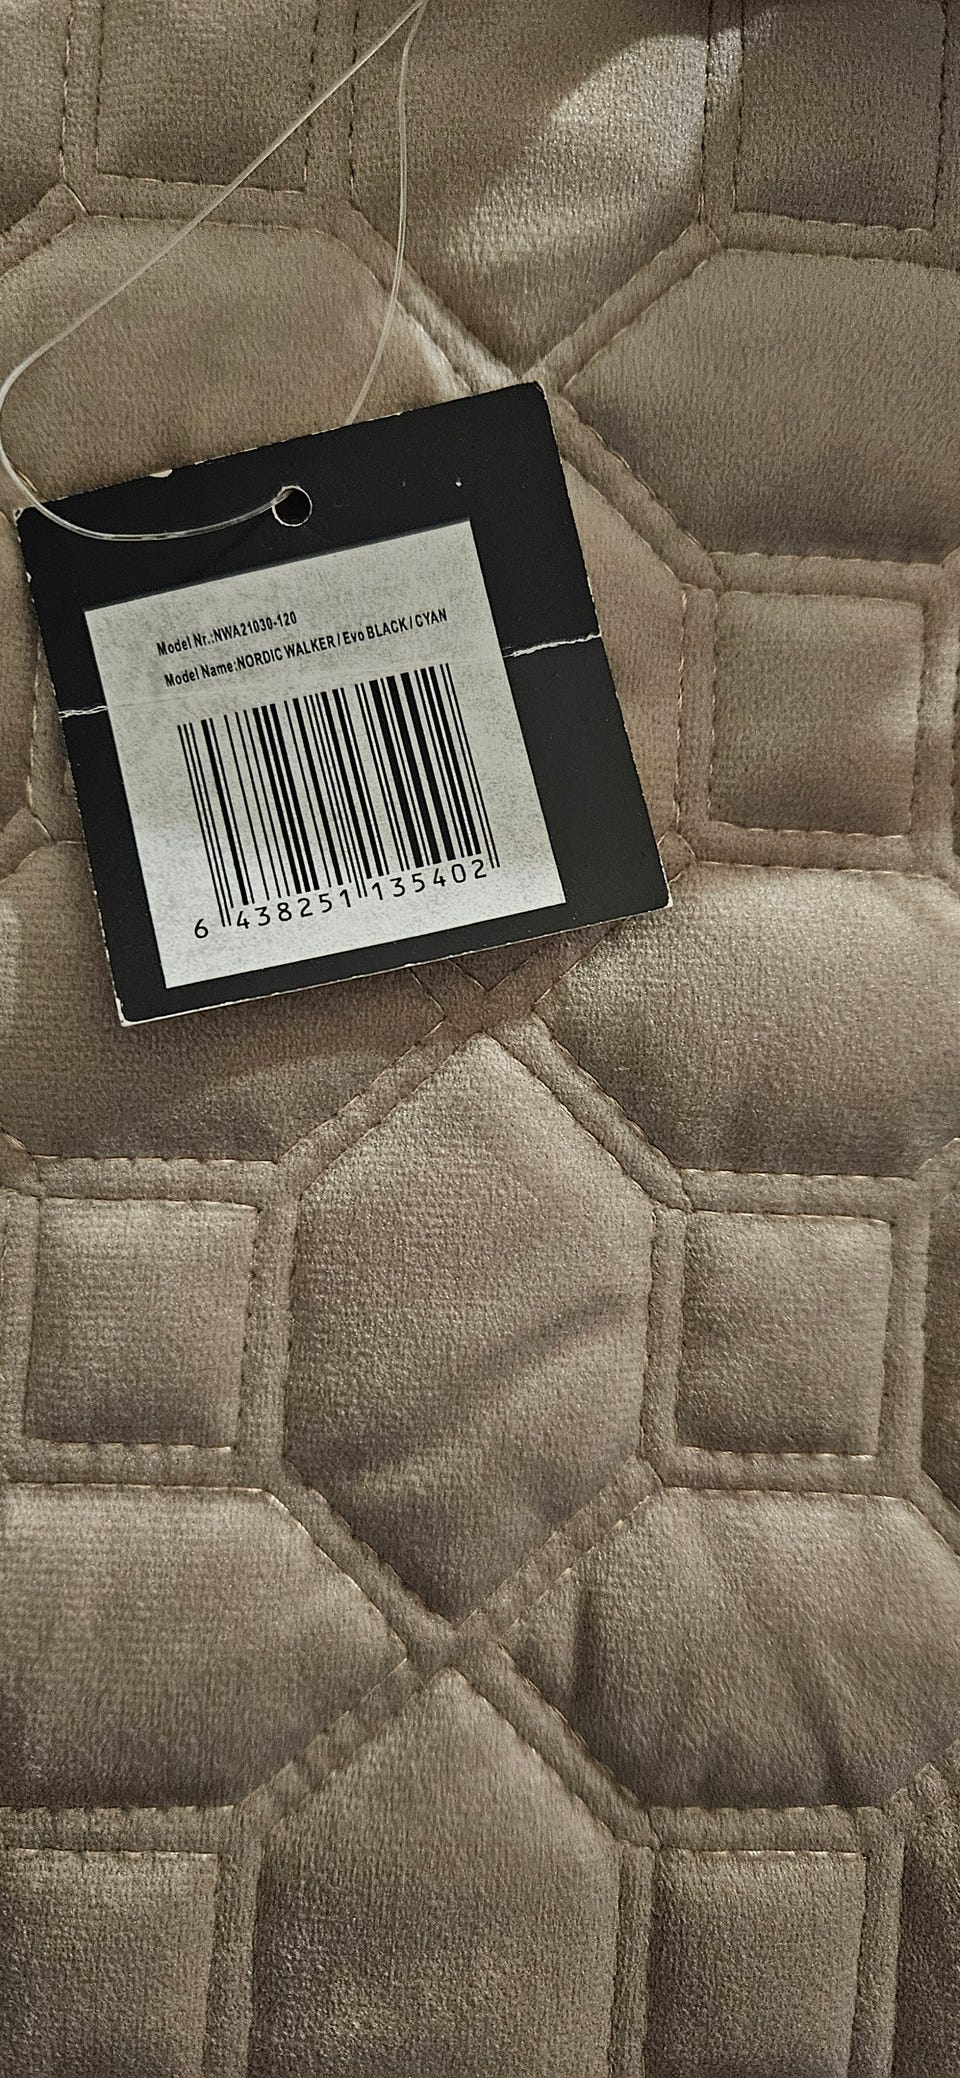 Model Nr.:NWA21030-120
Model Name:NORDIC WALKER / Evo BLACK / CYAN
6 438251 135402